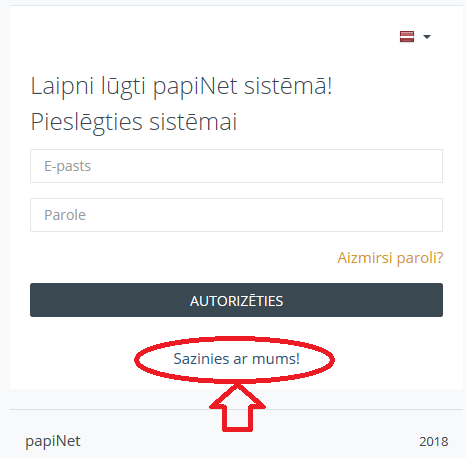 Laipni lūgti papiNet sistēmā!
Pieslēgties sistēmai
E-pasts
Parole
Aizmirsi paroli?
AUTORIZĒTIES
Sazinies ar mums!
papiNet 2018